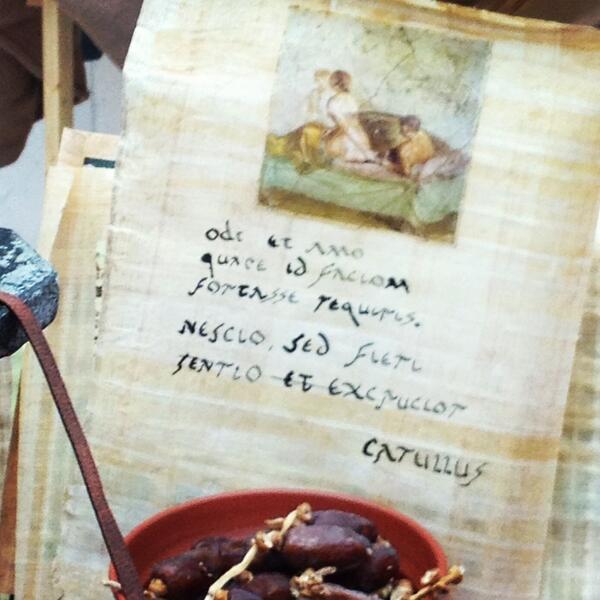 odi et amo
quare id faciam
fortasse requiris.
nescio, sed fieri
sentio et excrucior
CATULLUS